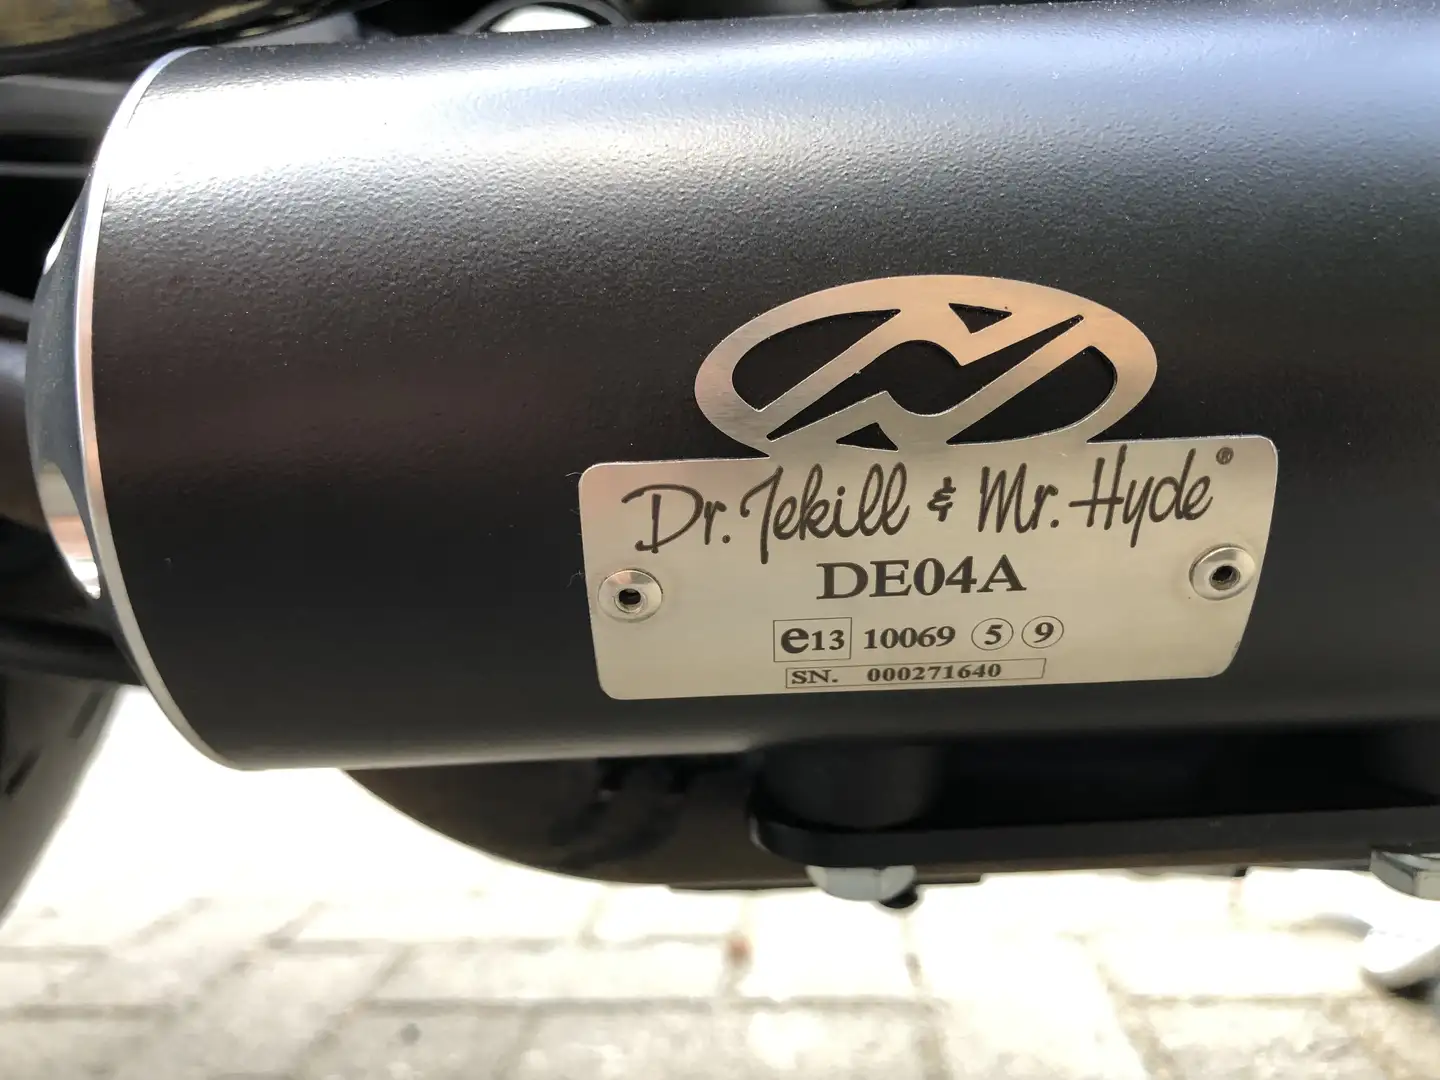 Dr. Jekill & Mr. Hyde®
DE04A
e13 10069 5 9
SN. 000271640